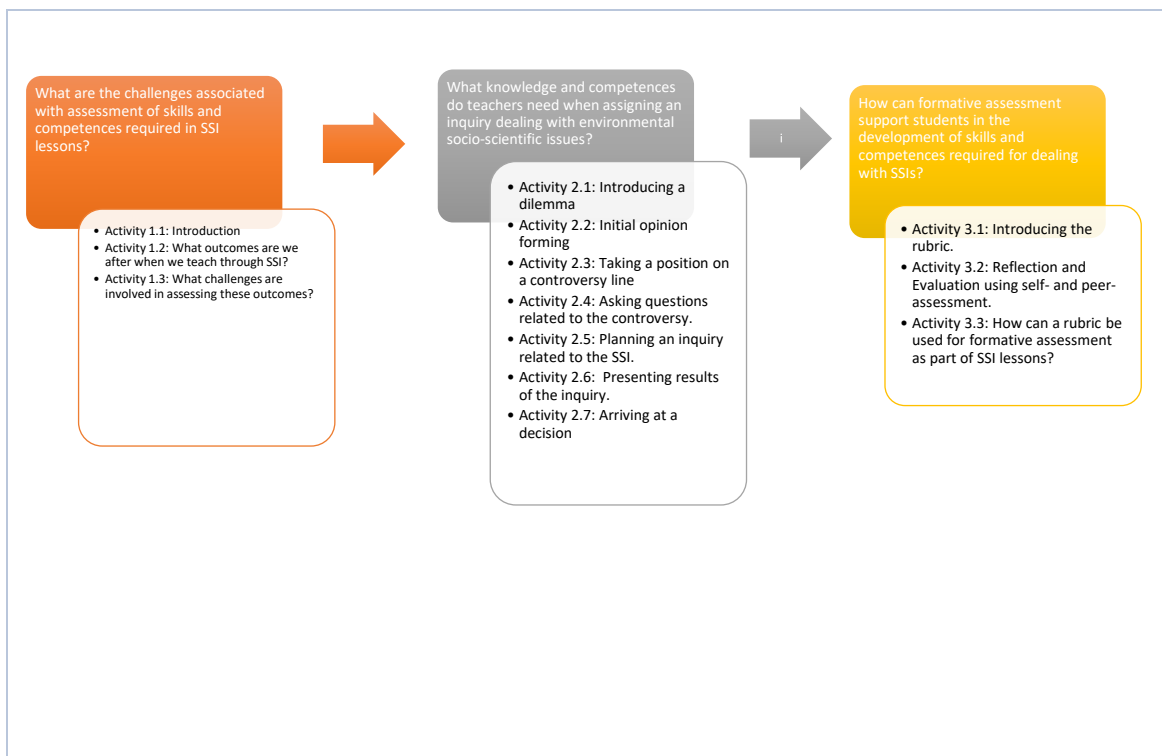 What are the challenges associated
with assessment of skills and
competences required in SSI
lessons?
• Activity 1.1: Introduction
• Activity 1.2: What outcomes are we
after when we teach through SSI?
• Activity 1.3: What challenges are
involved in assessing these outcomes?
What knowledge and competences
do teachers need when assigning an
inquiry dealing with environmental
socio-scientific issues?
• Activity 2.1: Introducing a
dilemma
• Activity 2.2: Initial opinion
forming
• Activity 2.3: Taking a position on
a controversy line
• Activity 2.4: Asking questions
related to the controversy.
• Activity 2.5: Planning an inquiry
related to the SSI.
• Activity 2.6:  Presenting results
of the inquiry.
• Activity 2.7: Arriving at a
decision
i
How can formative assessment
support students in the
development of skills and
competences required for dealing
with SSIs?
• Activity 3.1: Introducing the
rubric.
• Activity 3.2: Reflection and
Evaluation using self- and peer-
assessment.
• Activity 3.3: How can a rubric be
used for formative assessment
as part of SSI lessons?